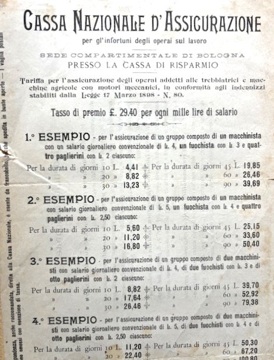 CASSA NAZIONALE D'ASSICURAZIONE
per gl'infortuni degli operai sul lavoro
SEDE COMPARTIMENTALE DI BOLOGNA
PRESSO LA CASSA DI RISPARMIO
Tariffa per l'assicurazione degli operai addetti alle trebbiatrici e mac-
chine agricole con motori meccanici, in conformità agli indennizzi
stabiliti dalla Legge 17 Marzo 1898 - N. 80.
Tasso di premio £. 29.40 per ogni mille lire di salario
1.° ESEMPIO - per l'assicurazione di un gruppo composto di un macchinista
con un salario giornaliero convenzionale di £. 4, un fuochista con 3 e quattro
paglierini con £. 2 ciascuno:
Per la durata di giorni 10 L. 4,41 Per la durata di giorni 45 L. 19,85
» » 20 » 8,82 » » 60 » 26,46
» » 30 » 13,23 » » 90 » 39,69
2.° ESEMPIO - per l'assicurazione di un gruppo composto di un macchinista
con un salario giornaliero convenzionale di £. 5, un fuochista con £. 4 e quattro
paglierini con £. 2,50 ciascuno:
Per la durata di giorni 10 L. 5,60 Per la durata di giorni 45 L. 25,15
» » 20 » 11,20 » » 60 » 33,60
» » 30 » 16,80 » » 90 » 50,40
3.° ESEMPIO - per l'assicurazione di un gruppo composto di due macchini-
sti con salario giornaliero convenzionale di £. 4, di due fuochisti con £. 3 e di
otto paglierini con £. 2 ciascuno:
Per la durata di giorni 10 L. 8,82 Per la durata di giorni 45 L. 39,70
» » 20 » 17,64 » » 60 » 52,92
» » 30 » 26,46 » » 90 » 79,38
4.° ESEMPIO - per l'assicurazione di un gruppo composto di due macchini-
sti con salario giornaliero convenzionale di £. 5, di due fuochisti con £. 4 e di
otto paglierini con £. 2,50 ciascuno:
Per la durata di giorni 10 L. 11,20 Per la durata di giorni 45 L. 50,30
» » 20 » 22,40 » » 60 » 67,20